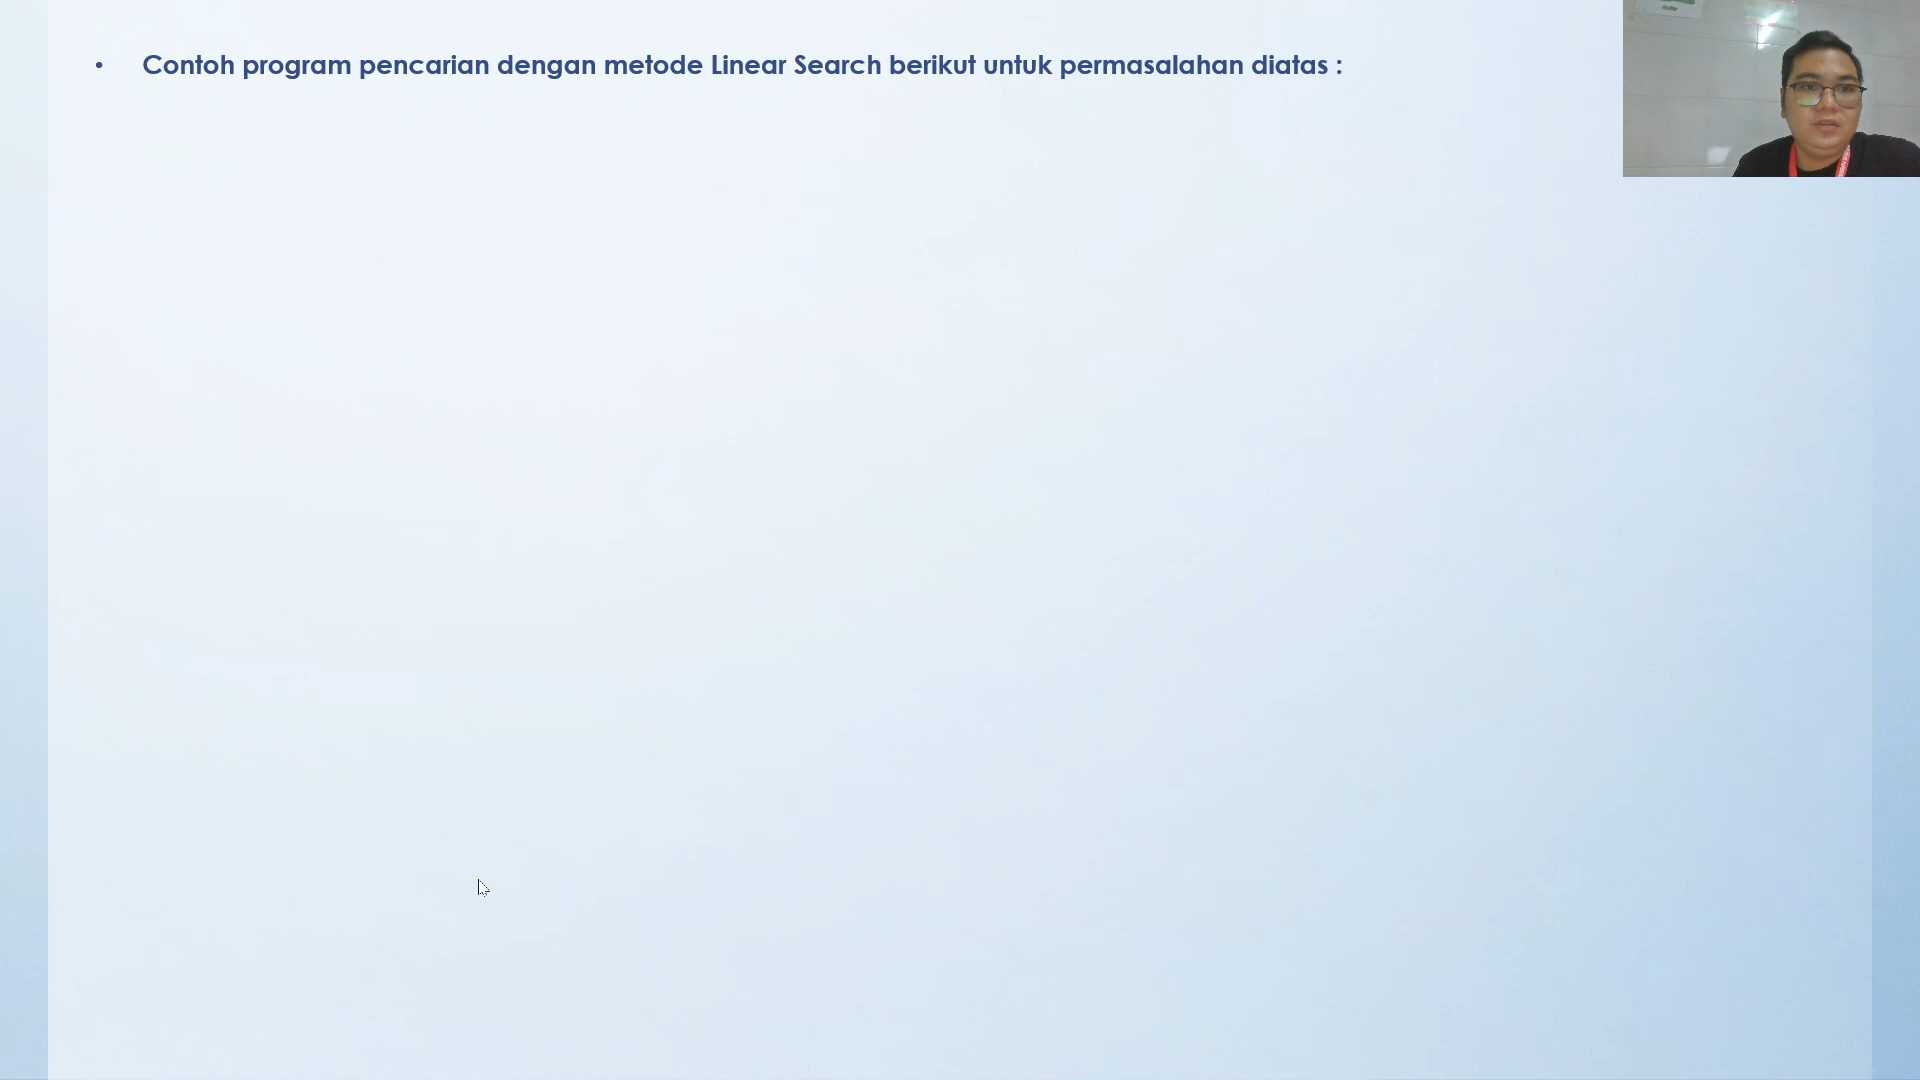 • Contoh program pencarian dengan metode Linear Search berikut untuk permasalahan diatas :